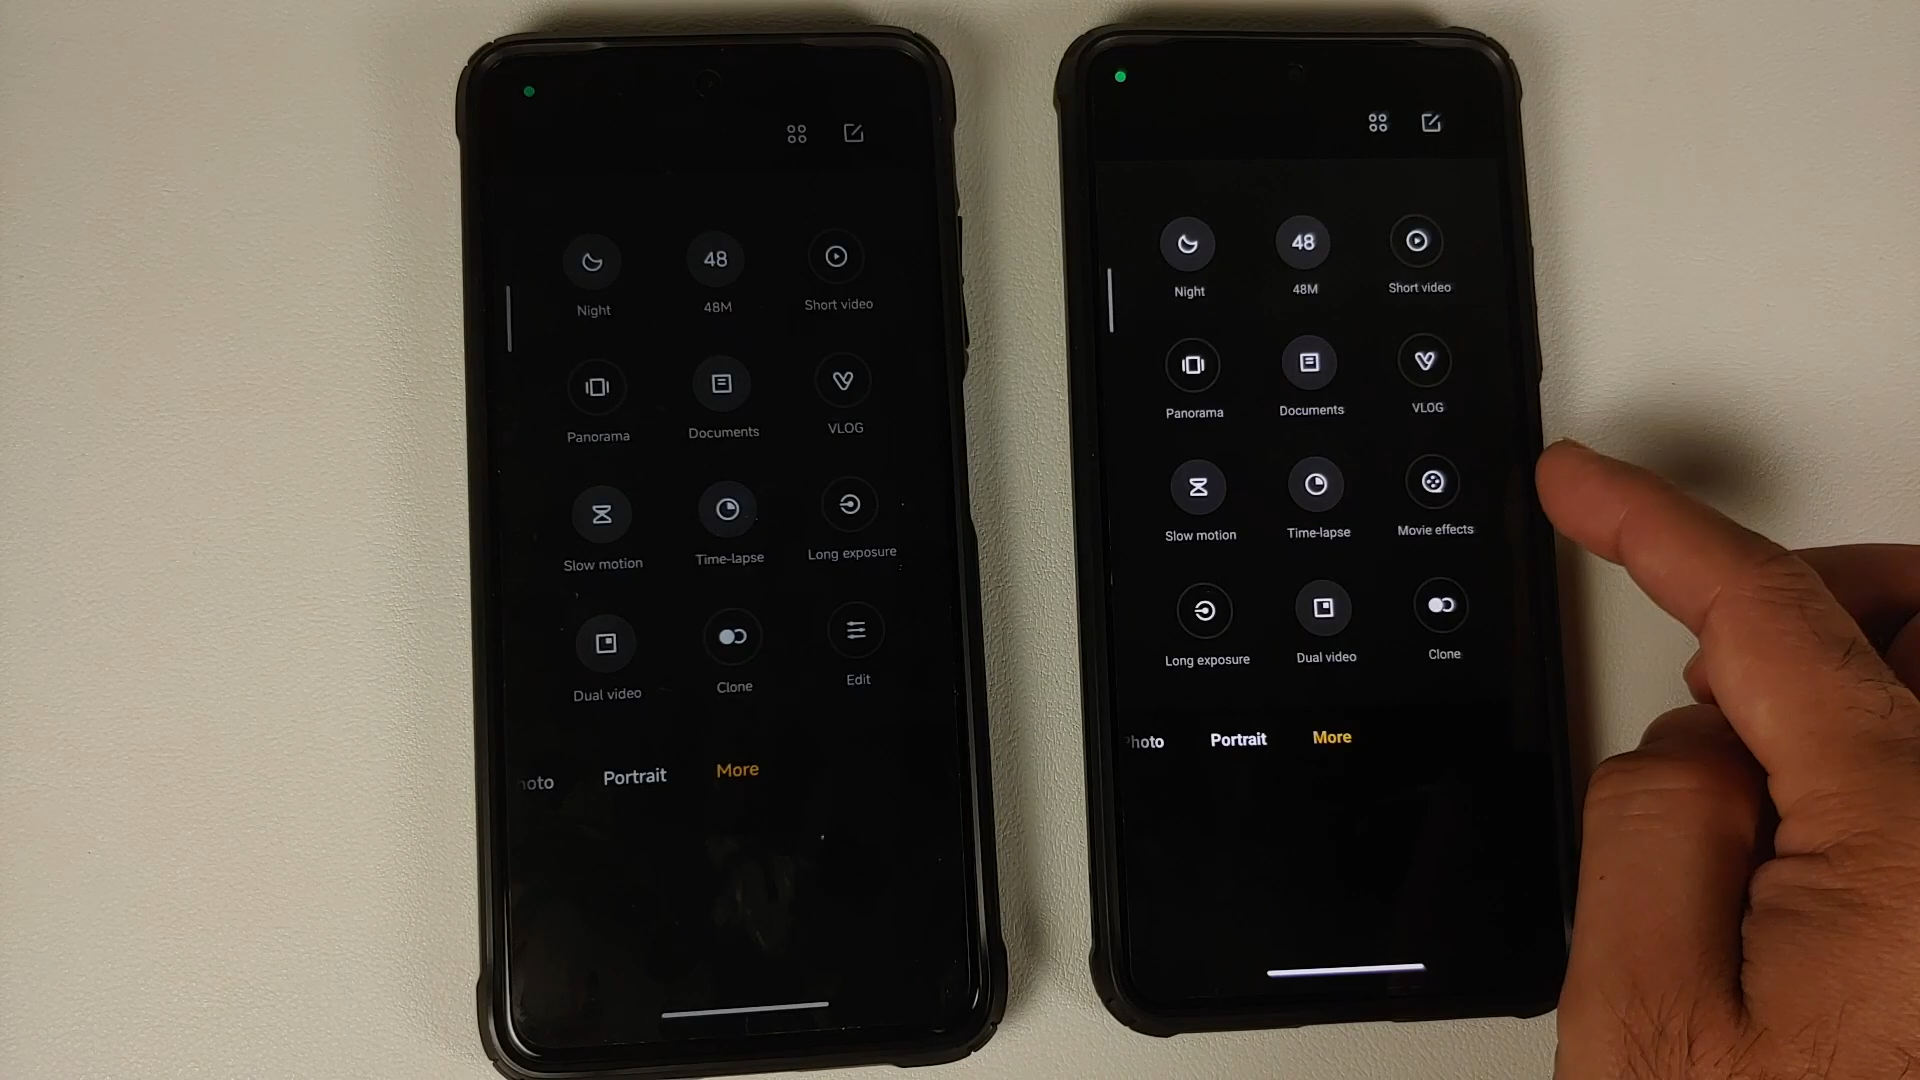 48
Night 48M Short video
Panorama Documents VLOG
Slow motion Time-lapse Long exposure
Dual video Clone Edit
oto Portrait More
48
Night 48M Short video
Panorama Documents VLOG
Slow motion Time-lapse Movie effects
Long exposure Dual video Clone
Photo Portrait More